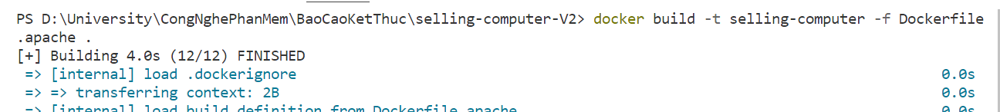 PS D:\University\CongNghePhanMem\BaoCaoKetThuc\selling-computer-V2> docker build -t selling-computer -f Dockerfile
.apache .
[+] Building 4.0s (12/12) FINISHED
=> [internal] load .dockerignore 0.0s
=> => transferring context: 2B 0.0s
=> [internal] load build definition from Dockerfile.apache 0.0s